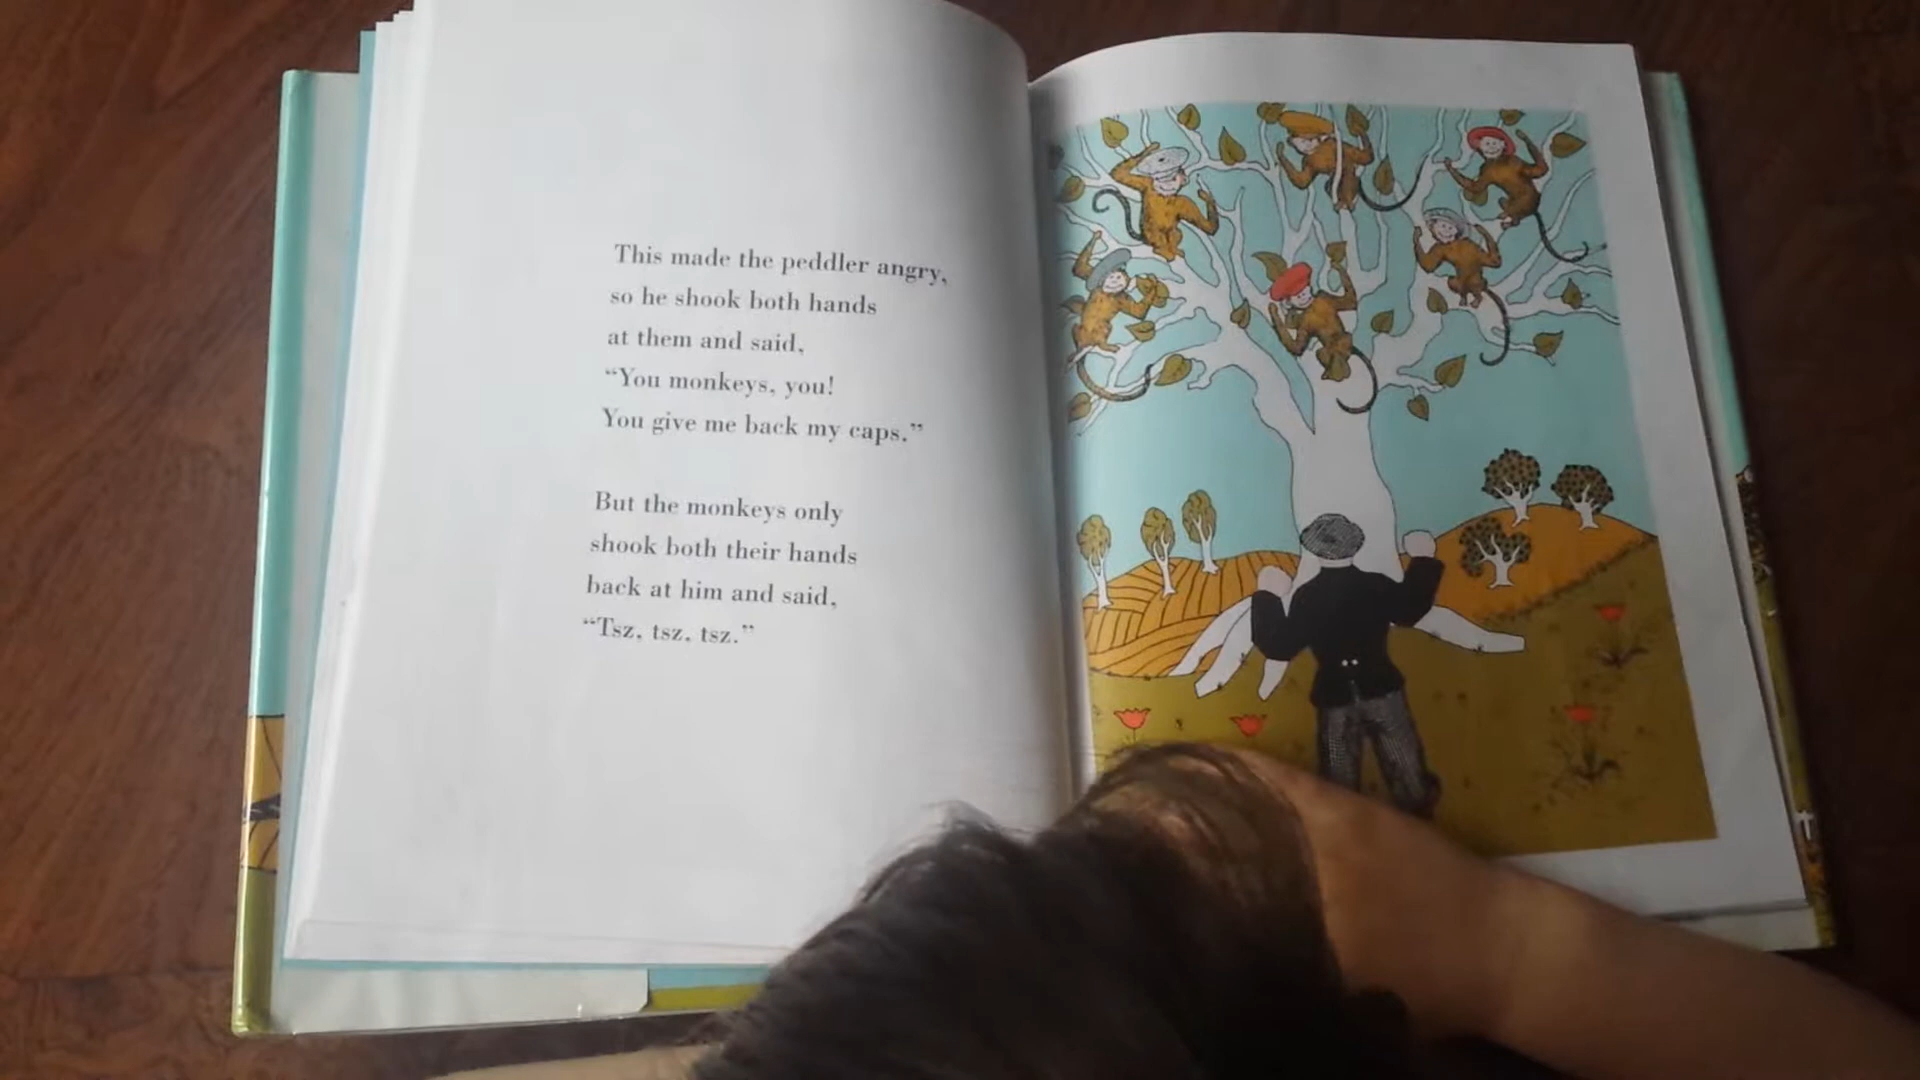 This made the peddler angry,
so he shook both hands
at them and said,
“You monkeys, you!
You give me back my caps.”
But the monkeys only
shook both their hands
back at him and said,
“Tsz, tsz, tsz.”